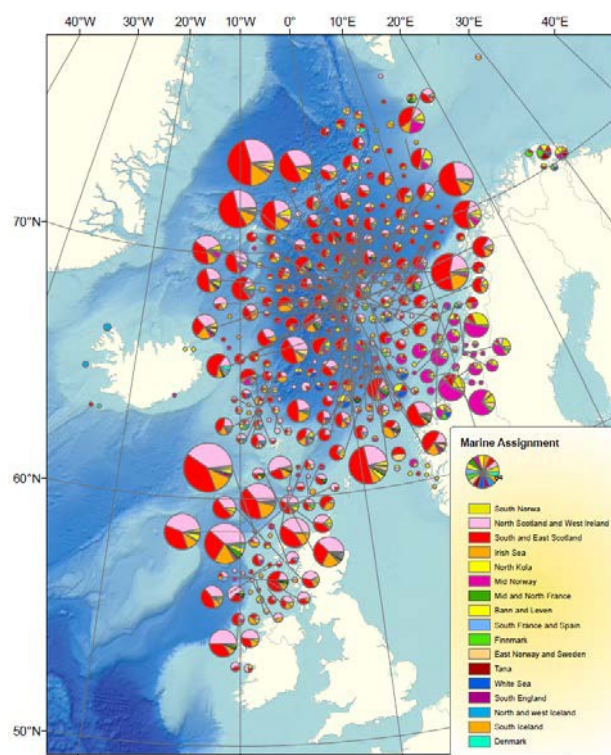 40°W 30°W 20°W 10°W 0° 10°E 20°E 30°E 40°E
70°N
60°N
50°N
Marine Assignment
South Norwa
North Scotland and West Ireland
South and East Scotland
Irish Sea
North Kola
Mid Norway
Mid and North France
Bann and Leven
South France and Spain
Finnmark
East Norway and Sweden
Tana
White Sea
South England
North and west Iceland
South Iceland
Denmark